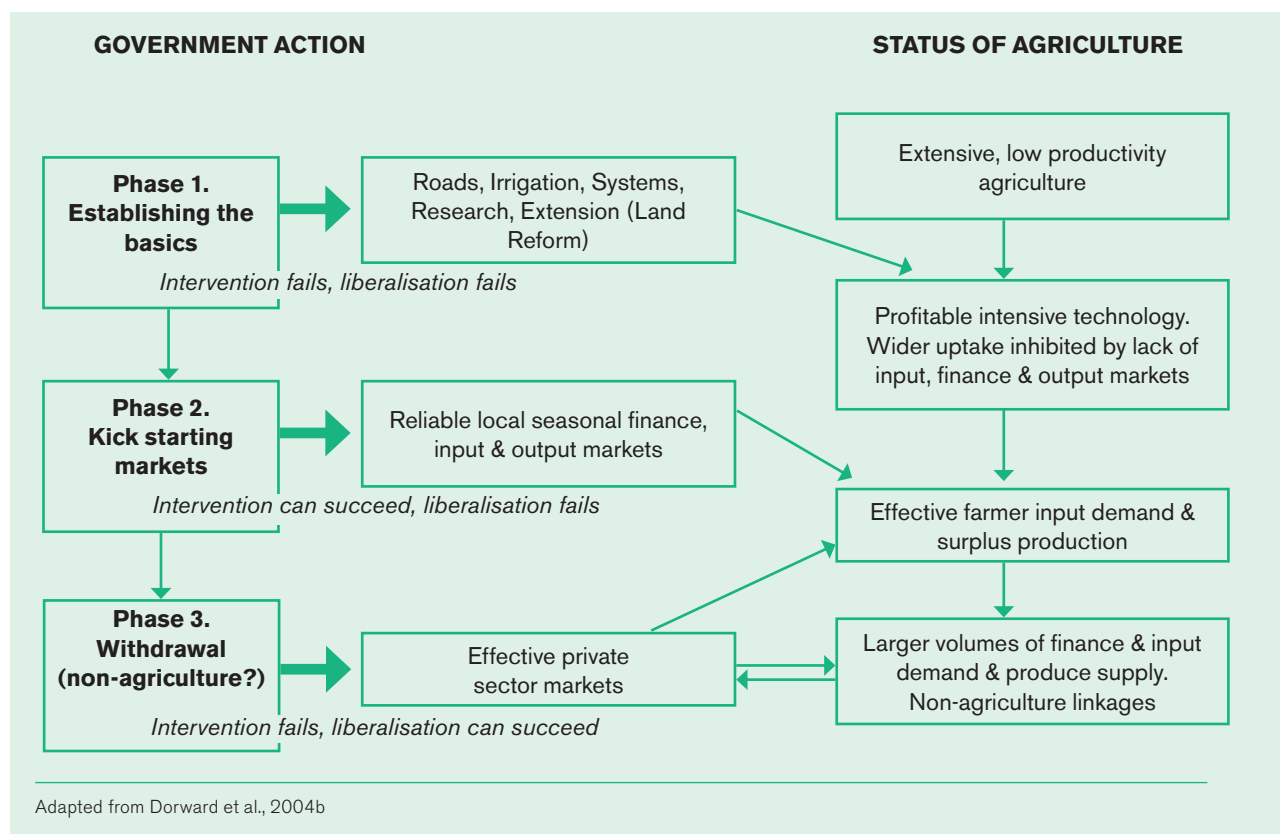 GOVERNMENT ACTION
STATUS OF AGRICULTURE
Phase 1.
Establishing the
basics
Roads, Irrigation, Systems,
Research, Extension (Land
Reform)
Extensive, low productivity
agriculture
Intervention fails, liberalisation fails
Profitable intensive technology.
Wider uptake inhibited by lack of
input, finance & output markets
Phase 2.
Kick starting
markets
Reliable local seasonal finance,
input & output markets
Intervention can succeed, liberalisation fails
Effective farmer input demand &
surplus production
Phase 3.
Withdrawal
(non-agriculture?)
Effective private
sector markets
Larger volumes of finance & input
demand & produce supply.
Non-agriculture linkages
Intervention fails, liberalisation can succeed
Adapted from Dorward et al., 2004b